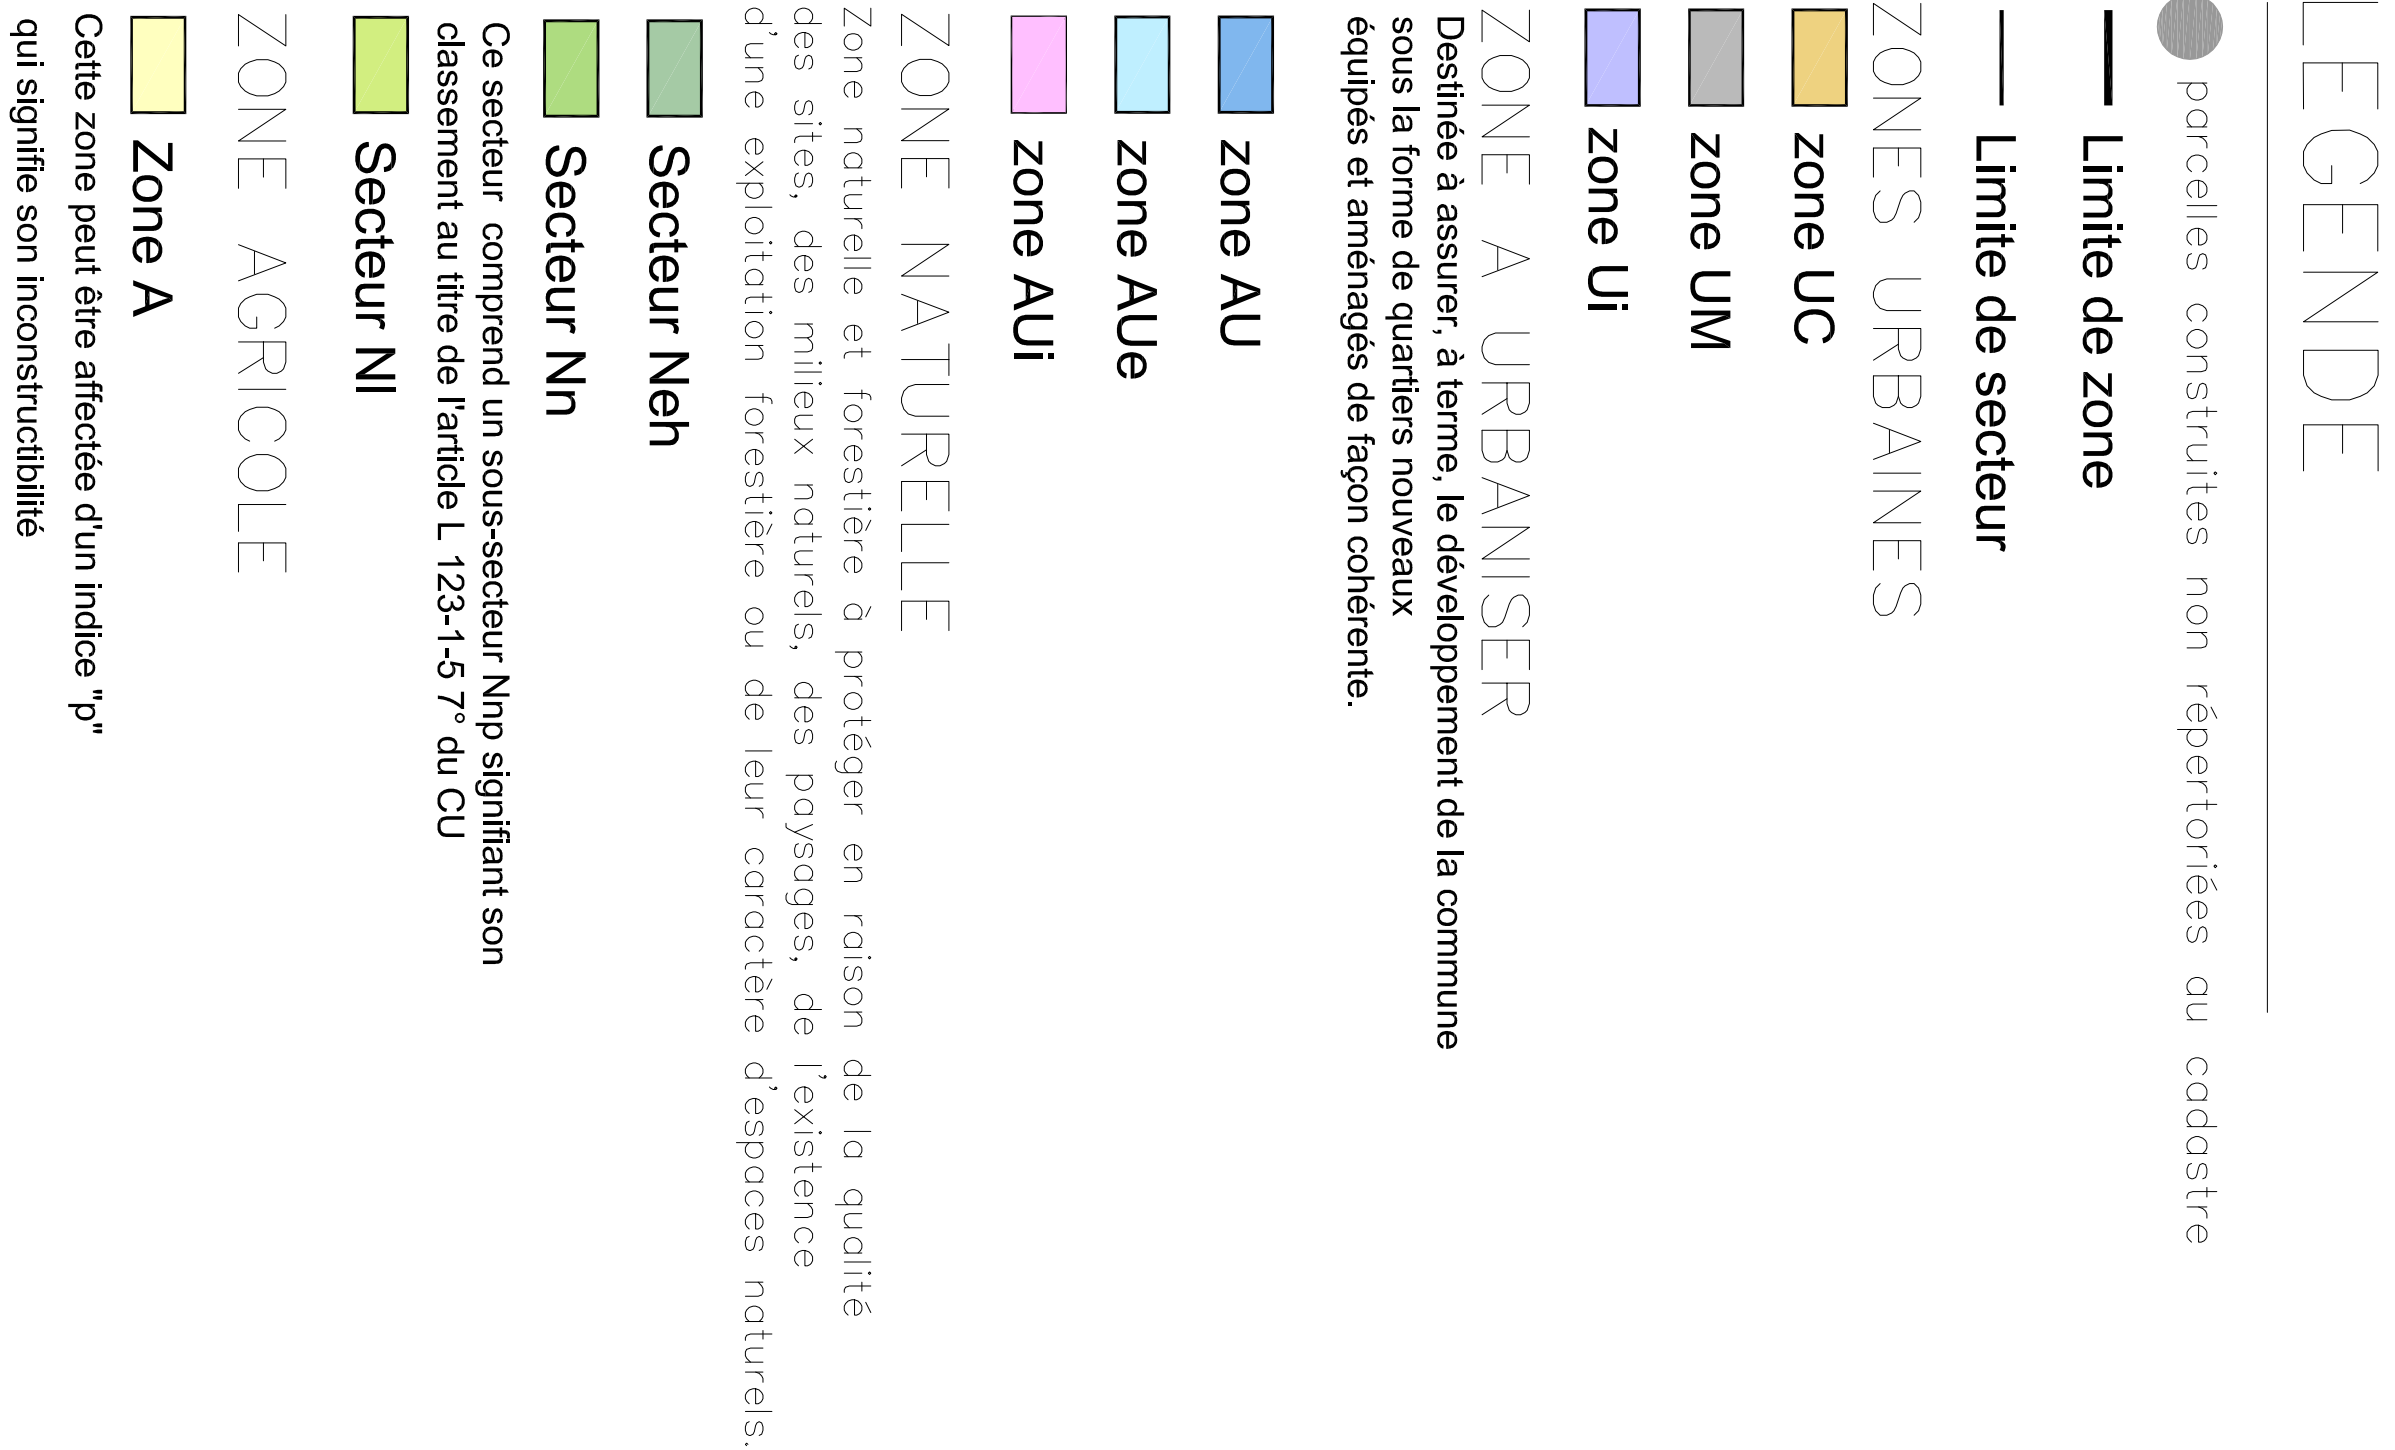 LEGENDE
parcelles construites non répertoriées au cadastre
Limite de zone
Limite de secteur
ZONES URBAINES
zone UC
zone UM
zone Ui
ZONE A URBANISER
Destinée à assurer, à terme, le développement de la commune
sous la forme de quartiers nouveaux
équipés et aménagés de façon cohérente.
zone AU
zone AUe
zone AUi
ZONE NATURELLE
Zone naturelle et forestière à protéger en raison de la qualité
des sites, des milieux naturels, des paysages, de l'existence
d'une exploitation forestière ou de leur caractère d'espaces naturels.
Secteur Neh
Secteur Nn
Ce secteur comprend un sous-secteur Nnp signifiant son
classement au titre de l'article L 123-1-5 7° du CU
Secteur Nl
ZONE AGRICOLE
Zone A
Cette zone peut être affectée d'un indice "p"
qui signifie son inconstructibilité